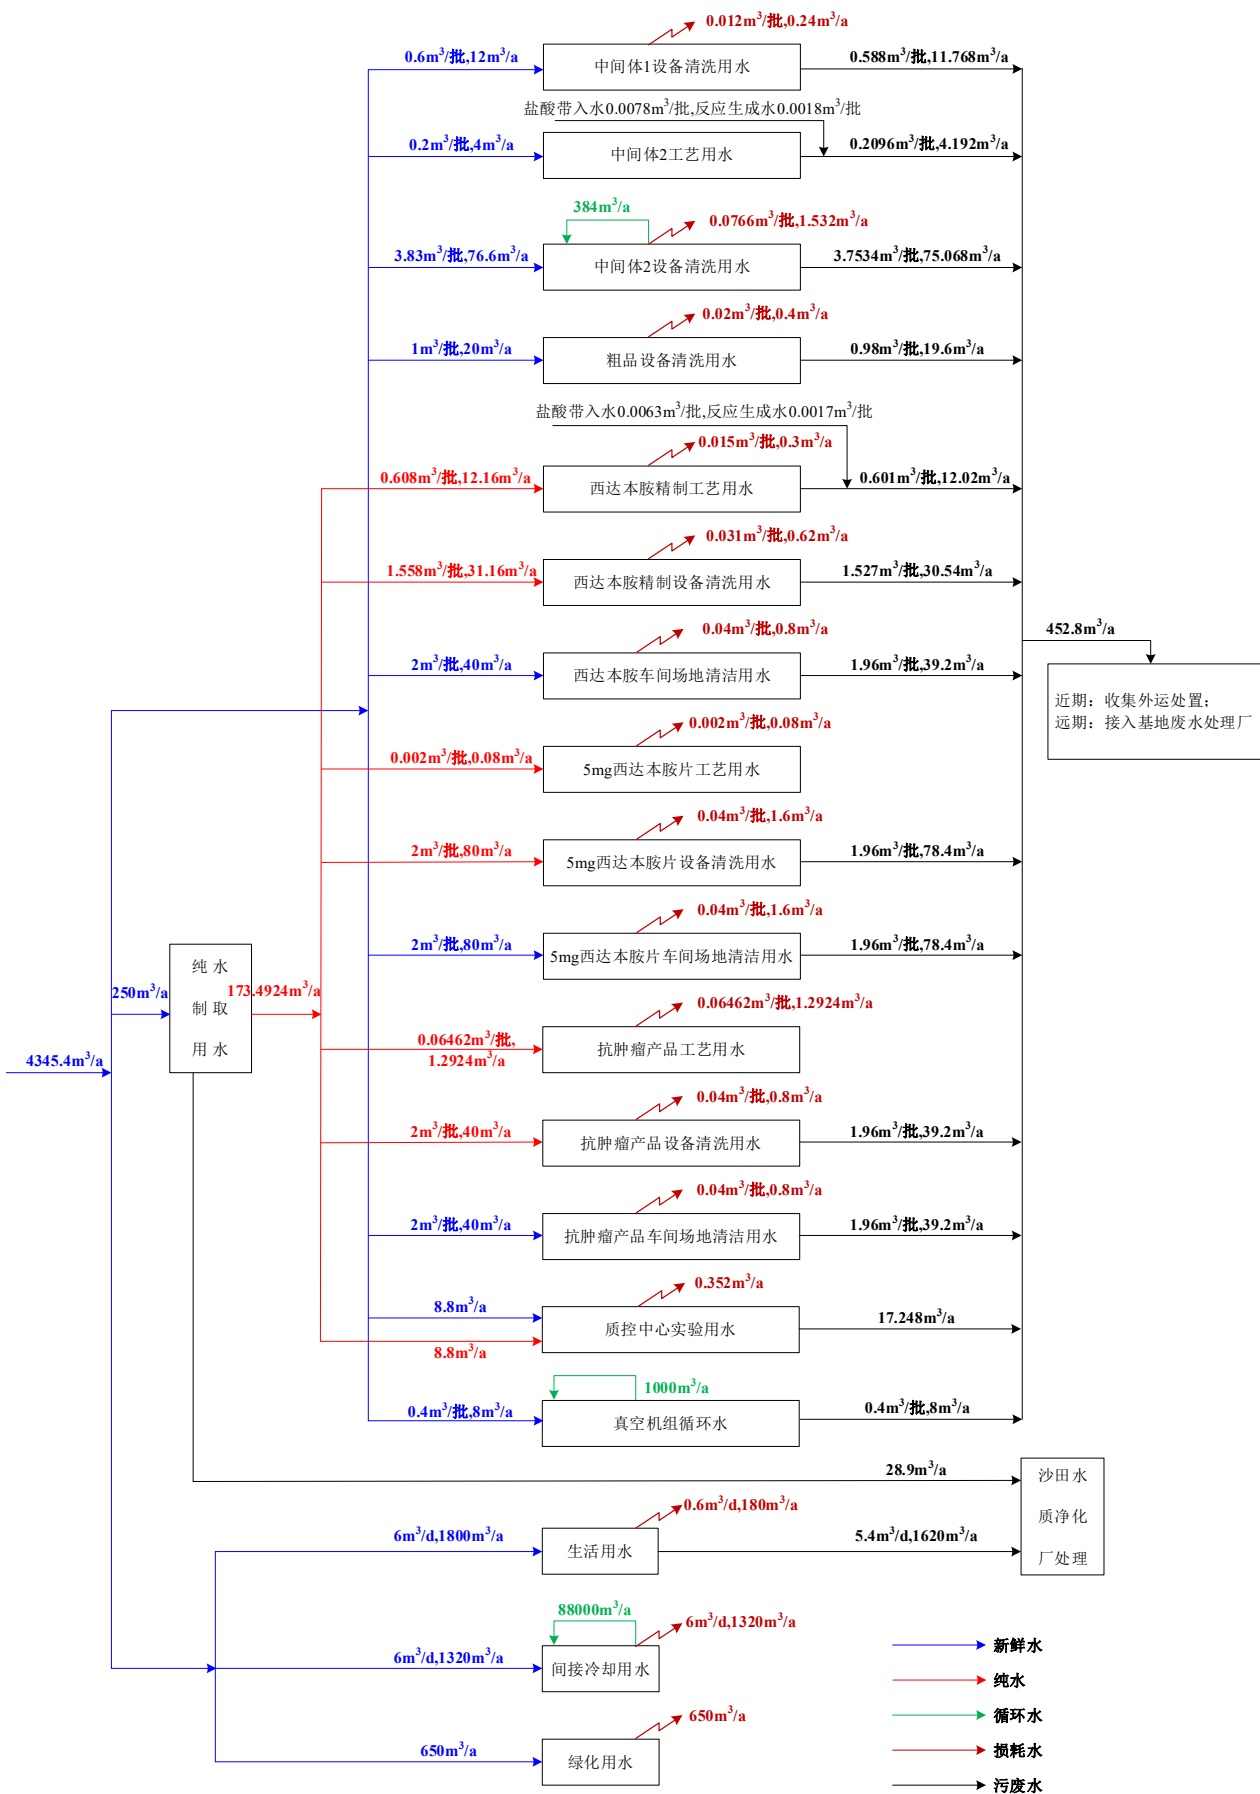 0.012m³/批,0.24m³/a
0.6m³/批,12m³/a
中间体1设备清洗用水
0.588m³/批,11.768m³/a
盐酸带入水0.0078m³/批,反应生成水0.0018m³/批
0.2m³/批,4m³/a
中间体2工艺用水
0.2096m³/批,4.192m³/a
384m³/a
0.0766m³/批,1.532m³/a
3.83m³/批,76.6m³/a
中间体2设备清洗用水
3.7534m³/批,75.068m³/a
0.02m³/批,0.4m³/a
1m³/批,20m³/a
粗品设备清洗用水
0.98m³/批,19.6m³/a
盐酸带入水0.0063m³/批,反应生成水0.0017m³/批
0.015m³/批,0.3m³/a
0.608m³/批,12.16m³/a
西达本胺精制工艺用水
0.601m³/批,12.02m³/a
0.031m³/批,0.62m³/a
1.558m³/批,31.16m³/a
西达本胺精制设备清洗用水
1.527m³/批,30.54m³/a
0.04m³/批,0.8m³/a
2m³/批,40m³/a
西达本胺车间场地清洁用水
1.96m³/批,39.2m³/a
452.8m³/a
近期：收集外运处置；
远期：接入基地废水处理厂
0.002m³/批,0.08m³/a
0.002m³/批,0.08m³/a
5mg西达本胺片工艺用水
0.04m³/批,1.6m³/a
2m³/批,80m³/a
5mg西达本胺片设备清洗用水
1.96m³/批,78.4m³/a
0.04m³/批,1.6m³/a
2m³/批,80m³/a
5mg西达本胺片车间场地清洁用水
1.96m³/批,78.4m³/a
纯水
制取
用水
250m³/a
173.4924m³/a
4345.4m³/a
0.06462m³/批,1.2924m³/a
0.06462m³/批,
1.2924m³/a
抗肿瘤产品工艺用水
0.04m³/批,0.8m³/a
2m³/批,40m³/a
抗肿瘤产品设备清洗用水
1.96m³/批,39.2m³/a
0.04m³/批,0.8m³/a
2m³/批,40m³/a
抗肿瘤产品车间场地清洁用水
1.96m³/批,39.2m³/a
0.352m³/a
8.8m³/a
质控中心实验用水
17.248m³/a
8.8m³/a
1000m³/a
0.4m³/批,8m³/a
真空机组循环水
0.4m³/批,8m³/a
28.9m³/a
沙田水
质净化
厂处理
0.6m³/d,180m³/a
6m³/d,1800m³/a
生活用水
5.4m³/d,1620m³/a
88000m³/a
6m³/d,1320m³/a
6m³/d,1320m³/a
间接冷却用水
650m³/a
650m³/a
绿化用水
新鲜水
纯水
循环水
损耗水
污废水